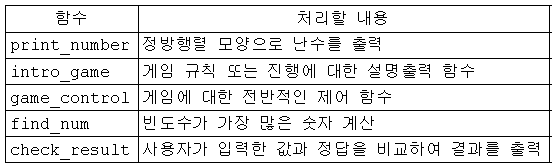 함수 처리할 내용
print_number 정방행렬 모양으로 난수를 출력
intro_game 게임 규칙 또는 진행에 대한 설명출력 함수
game_control 게임에 대한 전반적인 제어 함수
find_num 빈도수가 가장 많은 숫자 계산
check_result 사용자가 입력한 값과 정답을 비교하여 결과를 출력